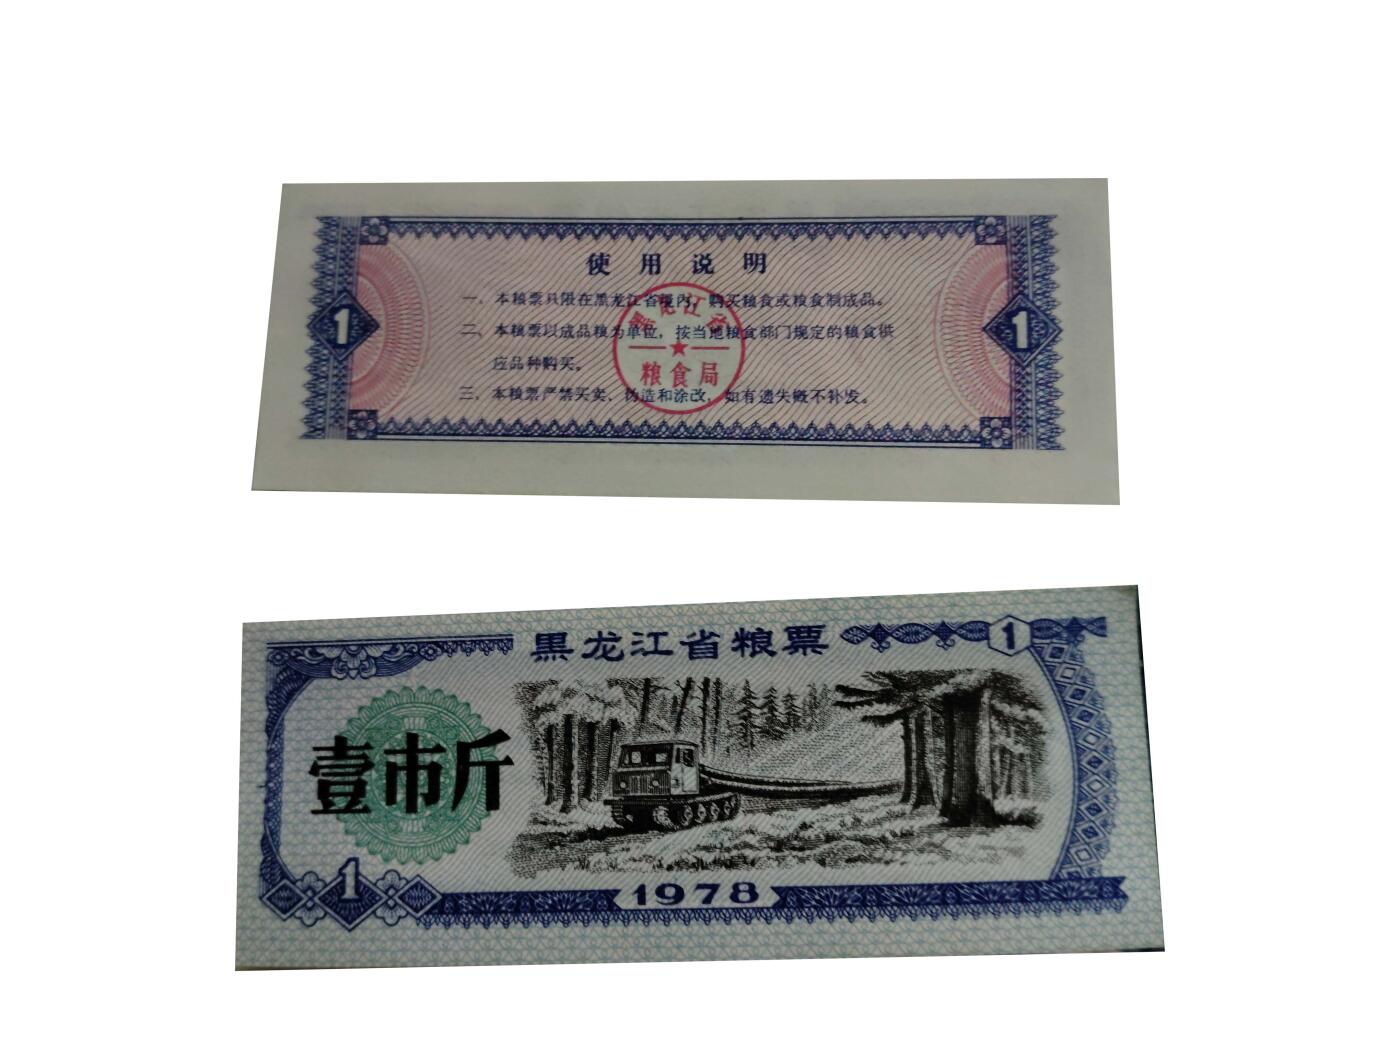 使用说明
一、本粮票只限在黑龙江省境内，购买粮食或粮食制成品。
二、本粮票以成品粮为单位，按当地粮食部门规定的粮食供
应品种购买。
三、本粮票严禁买卖、伪造和涂改，如有遗失概不补发。
1
1
黑龙江省
粮食局
黑龙江省粮票
1
壹市斤
1
1978